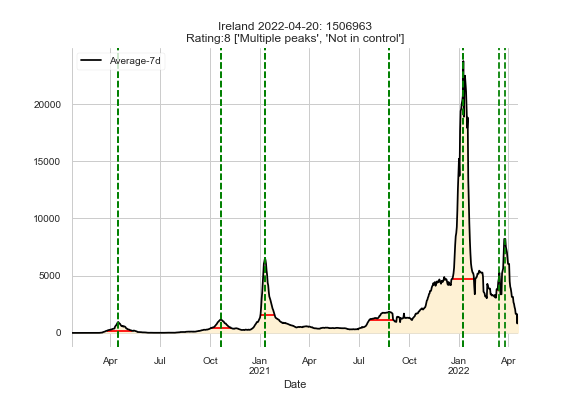 Ireland 2022-04-20: 1506963
Rating:8 ['Multiple peaks', 'Not in control']
Average-7d
20000
15000
10000
5000
0
Apr Jul Oct Jan Apr Jul Oct Jan Apr
2021 2022
Date